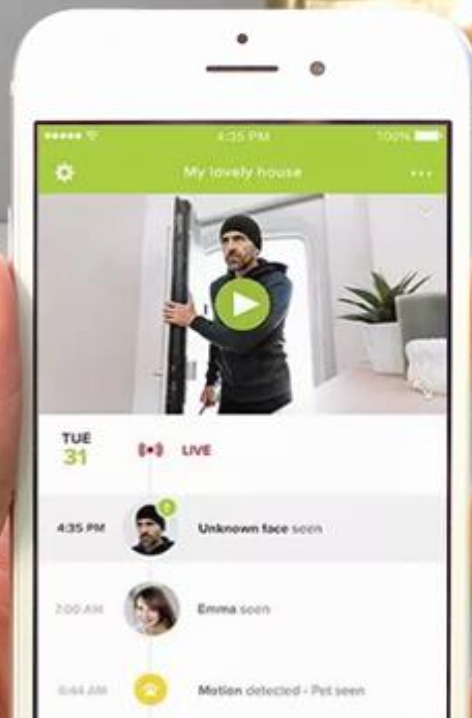 4:35 PM 100%
My lovely house
TUE
31
LIVE
4:35 PM Unknown face seen
7:00 AM Emma seen
6:44 AM Motion detected - Pet seen